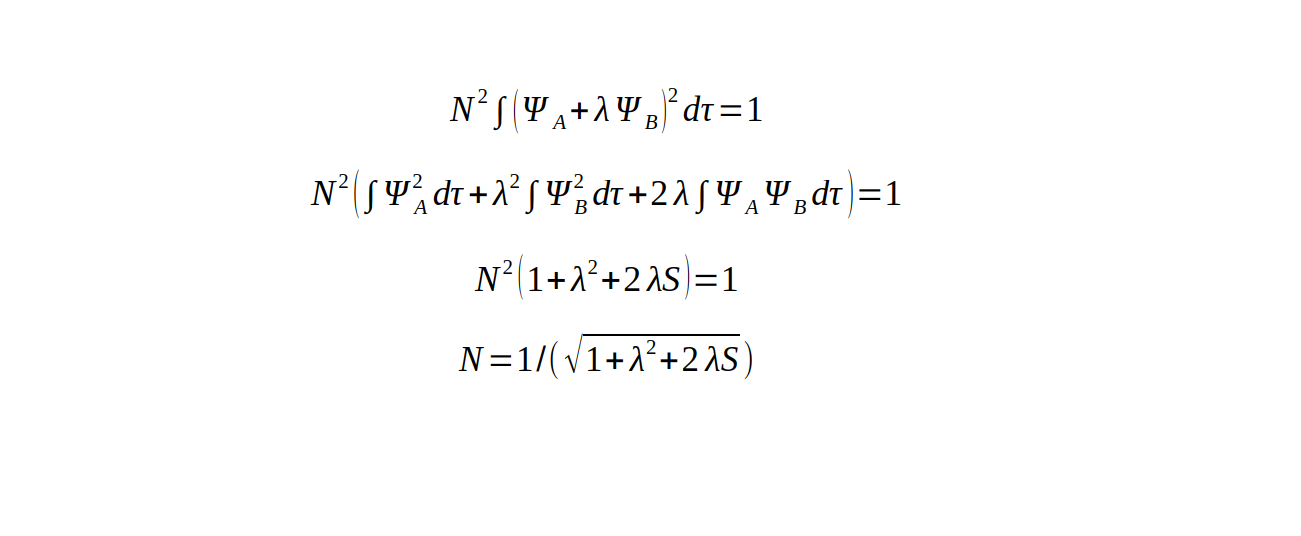 N² ∫ (Ψ_A + λ Ψ_B)² dτ = 1
N² (∫ Ψ_A² dτ + λ² ∫ Ψ_B² dτ + 2 λ ∫ Ψ_A Ψ_B dτ) = 1
N² (1 + λ² + 2 λS) = 1
N = 1/(√(1 + λ² + 2 λS))